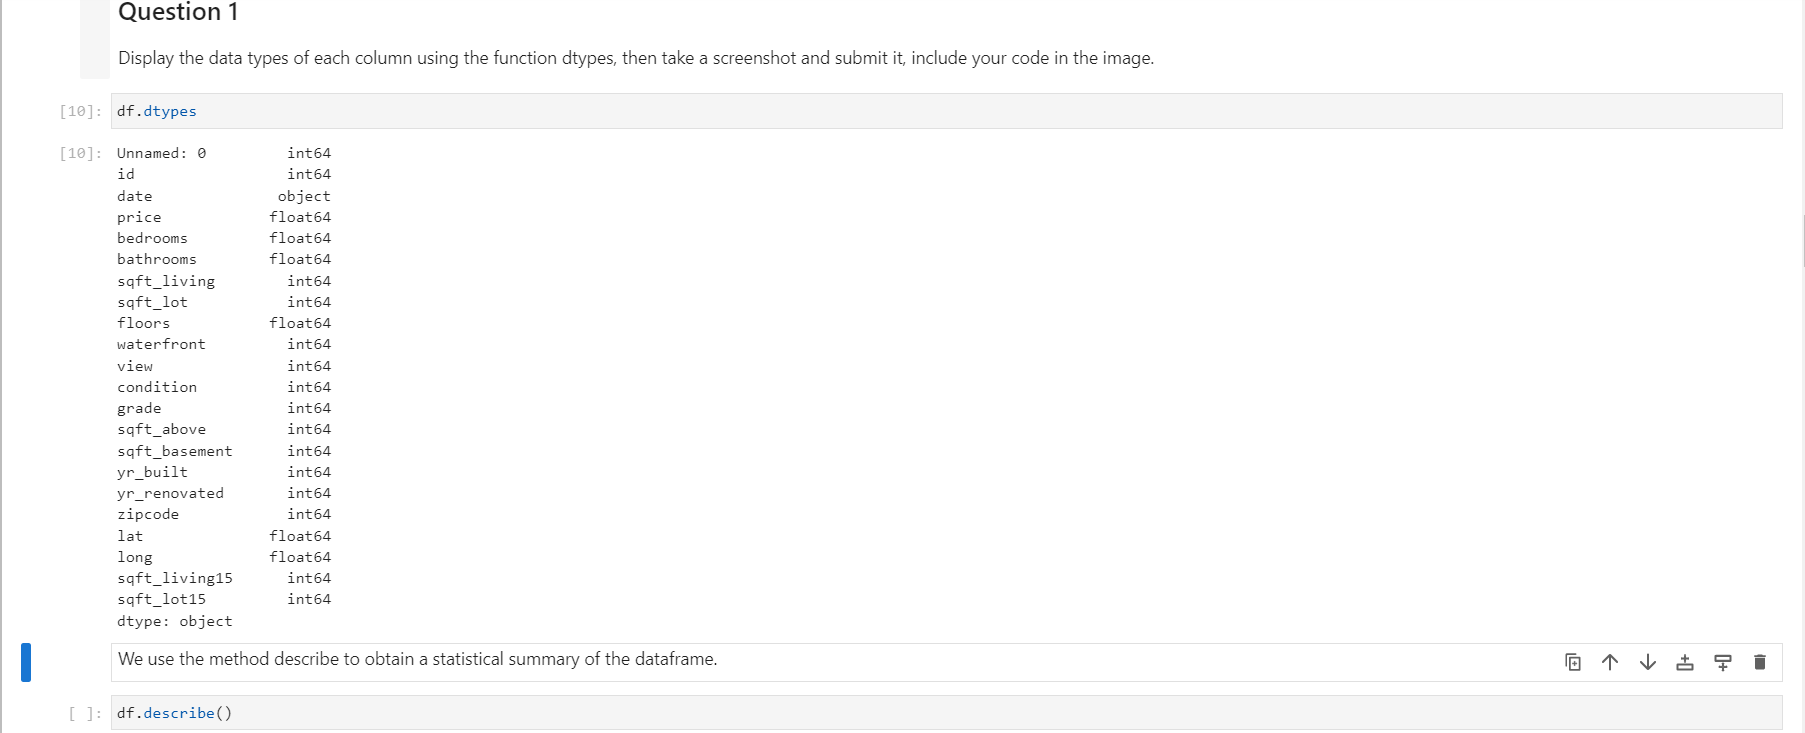 Question 1
Display the data types of each column using the function dtypes, then take a screenshot and submit it, include your code in the image.
[10]: df.dtypes
[10]: Unnamed: 0 int64
id int64
date object
price float64
bedrooms float64
bathrooms float64
sqft_living int64
sqft_lot int64
floors float64
waterfront int64
view int64
condition int64
grade int64
sqft_above int64
sqft_basement int64
yr_built int64
yr_renovated int64
zipcode int64
lat float64
long float64
sqft_living15 int64
sqft_lot15 int64
dtype: object
We use the method describe to obtain a statistical summary of the dataframe.
[ ]: df.describe()